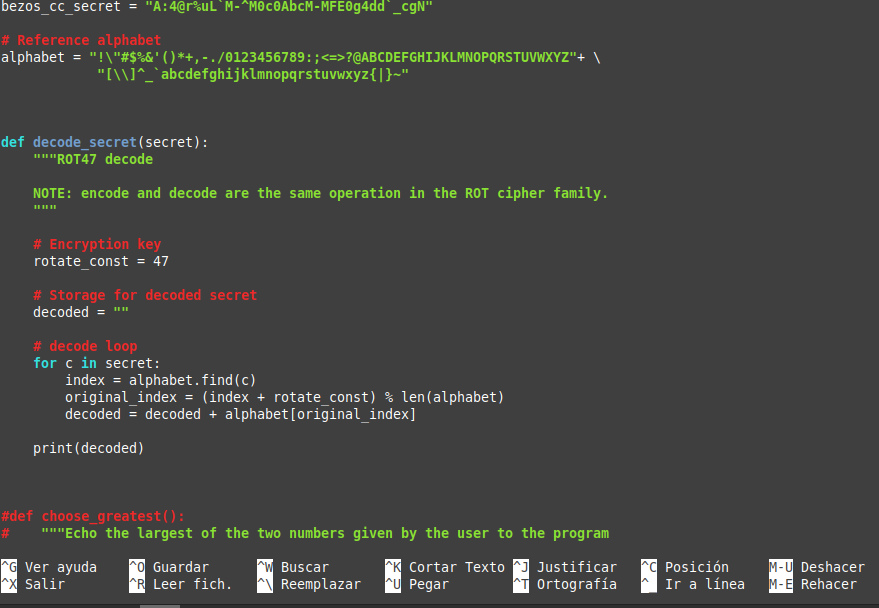 bezos_cc_secret = "A:4@r%uL`M-^M0c0AbcM-MFE0g4dd`_cgN"
# Reference alphabet
alphabet = "!\"#$%&'()*+,-./0123456789:;<=>?@ABCDEFGHIJKLMNOPQRSTUVWXYZ"+ \
            "[\\]^_`abcdefghijklmnopqrstuvwxyz{|}~"
def decode_secret(secret):
    """ROT47 decode
    NOTE: encode and decode are the same operation in the ROT cipher family.
    """
    # Encryption key
    rotate_const = 47
    # Storage for decoded secret
    decoded = ""
    # decode loop
    for c in secret:
        index = alphabet.find(c)
        original_index = (index + rotate_const) % len(alphabet)
        decoded = decoded + alphabet[original_index]
    print(decoded)
#def choose_greatest():
#    """Echo the largest of the two numbers given by the user to the program
^G Ver ayuda ^O Guardar ^W Buscar ^K Cortar Texto ^J Justificar ^C Posición M-U Deshacer
^X Salir ^R Leer fich. ^\ Reemplazar ^U Pegar ^T Ortografía ^_ Ir a línea M-E Rehacer